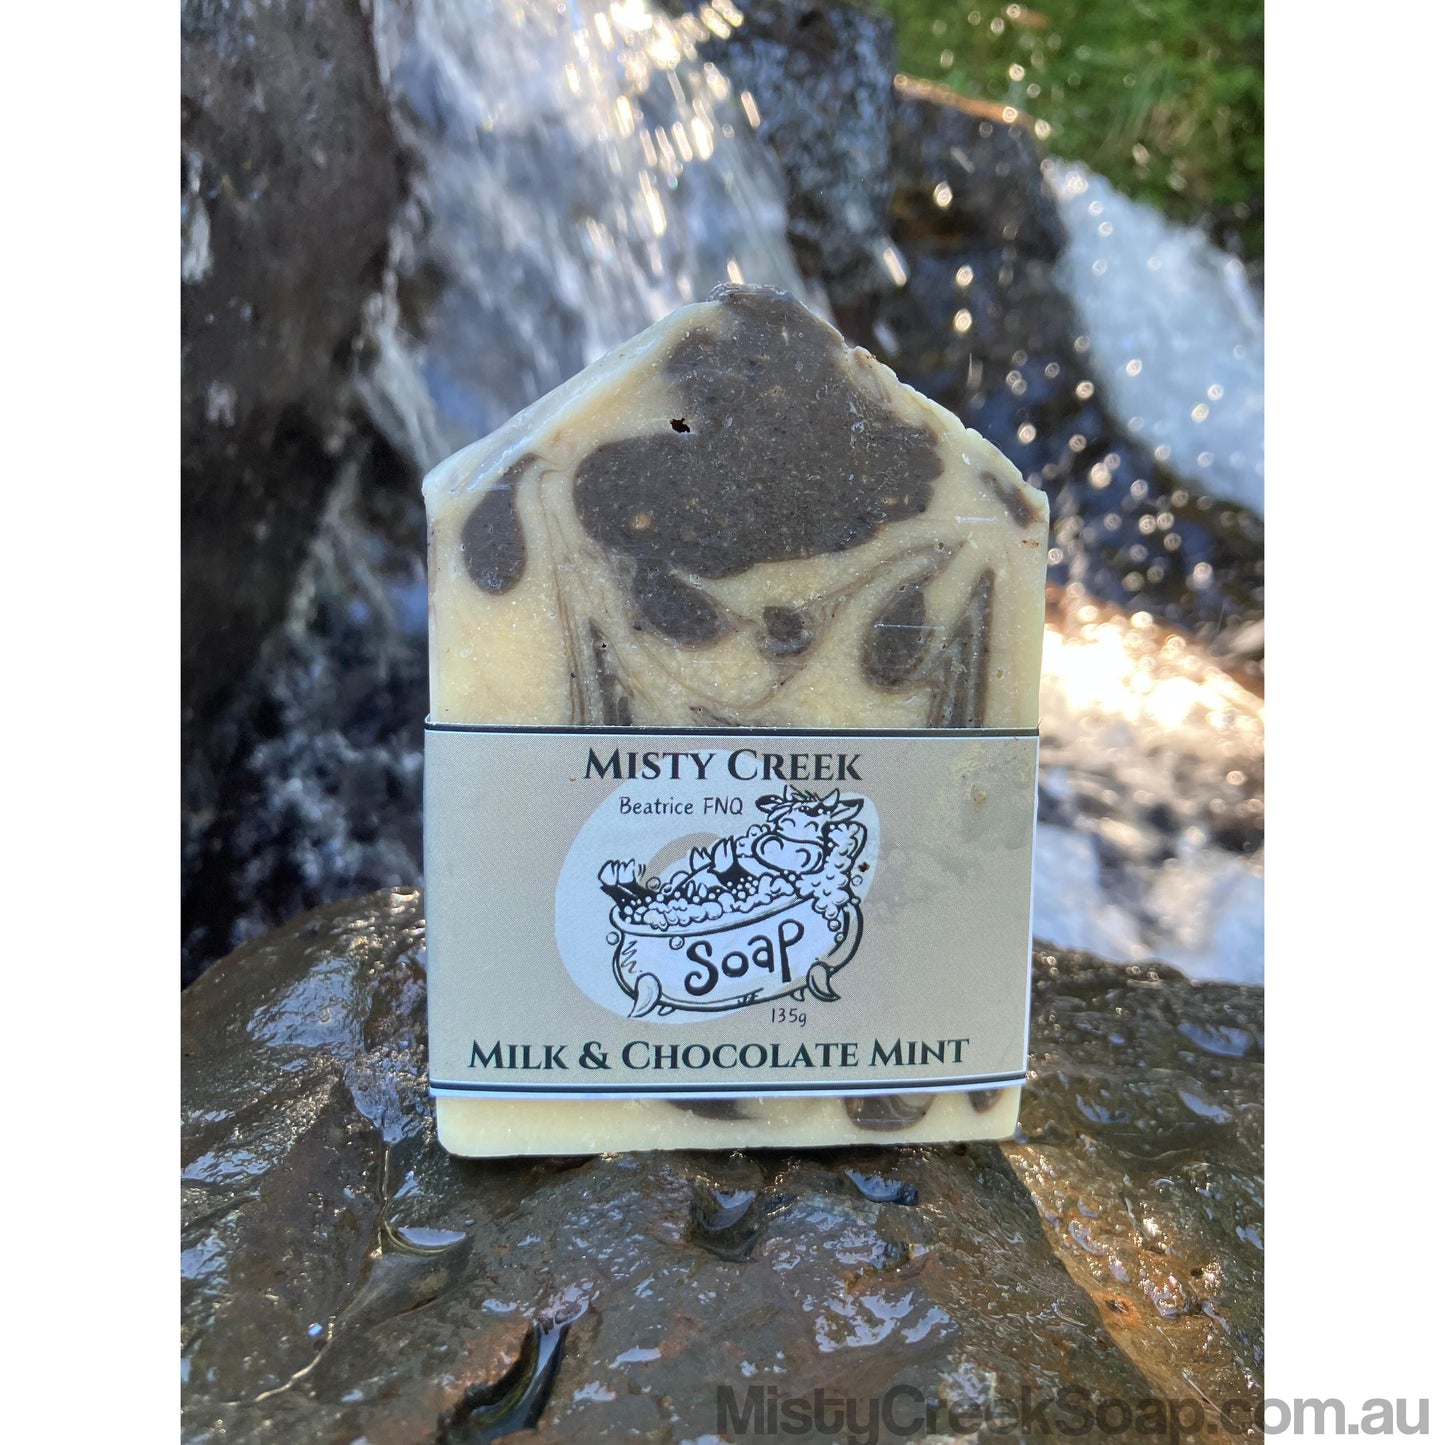 MISTY CREEK
Beatrice FNQ
Soap
135g
MILK & CHOCOLATE MINT
MistyCreekSoap.com.au